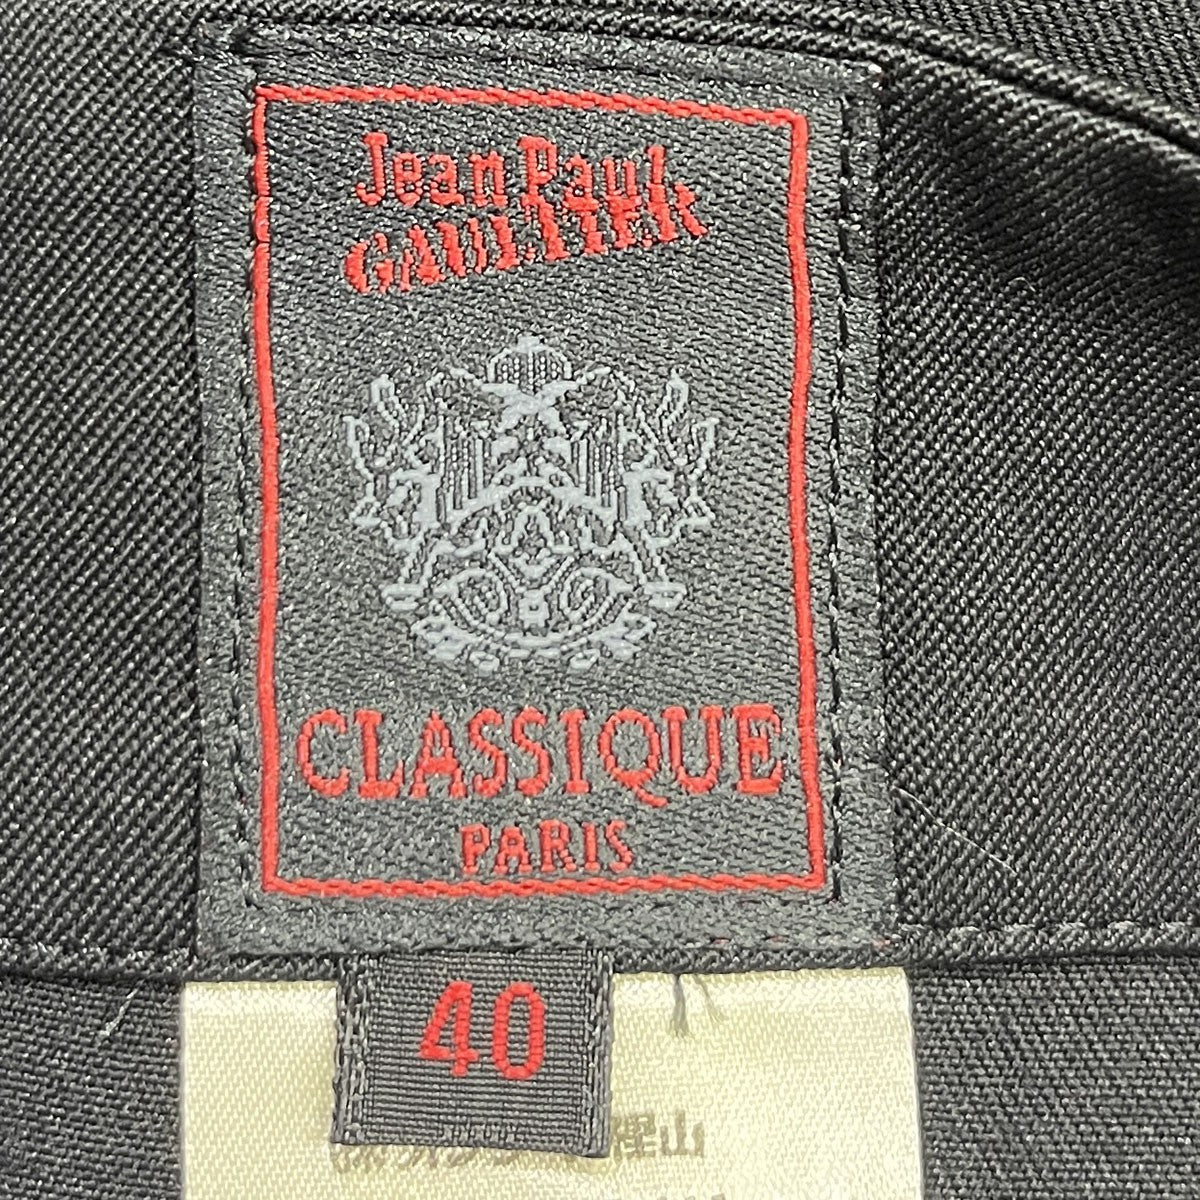 Jean Paul
GAULTIER
CLASSIQUE
PARIS
40